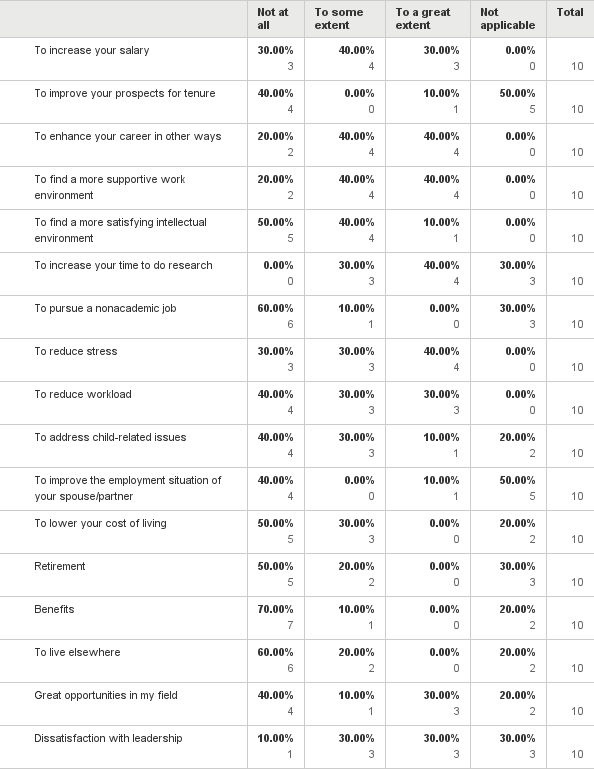 Not at all To some extent To a great extent Not applicable Total
To increase your salary 30.00% 40.00% 30.00% 0.00%
3 4 3 0 10
To improve your prospects for tenure 40.00% 0.00% 10.00% 50.00%
4 0 1 5 10
To enhance your career in other ways 20.00% 40.00% 40.00% 0.00%
2 4 4 0 10
To find a more supportive work environment 20.00% 40.00% 40.00% 0.00%
2 4 4 0 10
To find a more satisfying intellectual environment 50.00% 40.00% 10.00% 0.00%
5 4 1 0 10
To increase your time to do research 0.00% 30.00% 40.00% 30.00%
0 3 4 3 10
To pursue a nonacademic job 60.00% 10.00% 0.00% 30.00%
6 1 0 3 10
To reduce stress 30.00% 30.00% 40.00% 0.00%
3 3 4 0 10
To reduce workload 40.00% 30.00% 30.00% 0.00%
4 3 3 0 10
To address child-related issues 40.00% 30.00% 10.00% 20.00%
4 3 1 2 10
To improve the employment situation of your spouse/partner 40.00% 0.00% 10.00% 50.00%
4 0 1 5 10
To lower your cost of living 50.00% 30.00% 0.00% 20.00%
5 3 0 2 10
Retirement 50.00% 20.00% 0.00% 30.00%
5 2 0 3 10
Benefits 70.00% 10.00% 0.00% 20.00%
7 1 0 2 10
To live elsewhere 60.00% 20.00% 0.00% 20.00%
6 2 0 2 10
Great opportunities in my field 40.00% 10.00% 30.00% 20.00%
4 1 3 2 10
Dissatisfaction with leadership 10.00% 30.00% 30.00% 30.00%
1 3 3 3 10